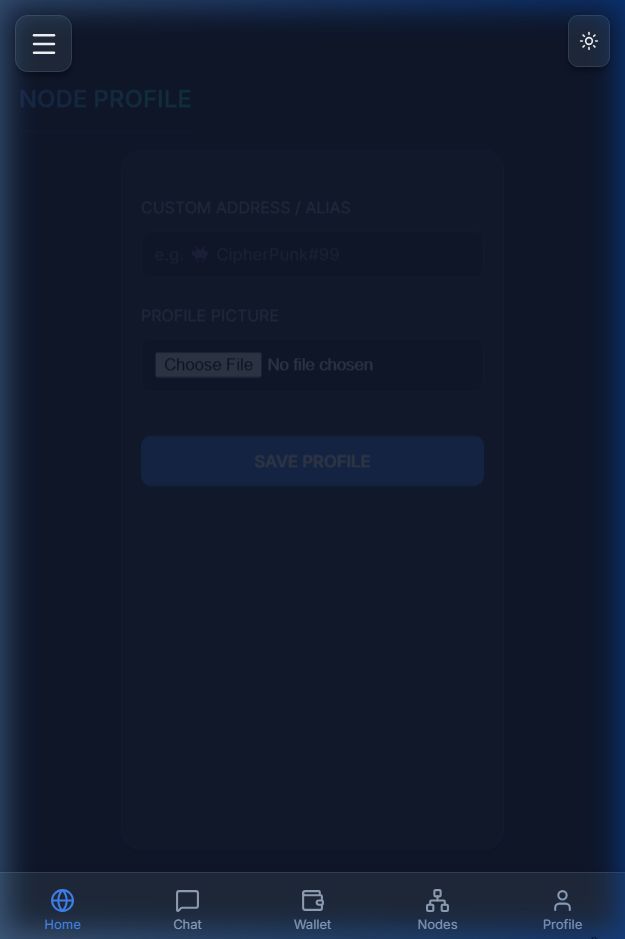 NODE PROFILE
CUSTOM ADDRESS / ALIAS
e.g. 👾 CipherPunk#99
PROFILE PICTURE
Choose File No file chosen
SAVE PROFILE
Home Chat Wallet Nodes Profile